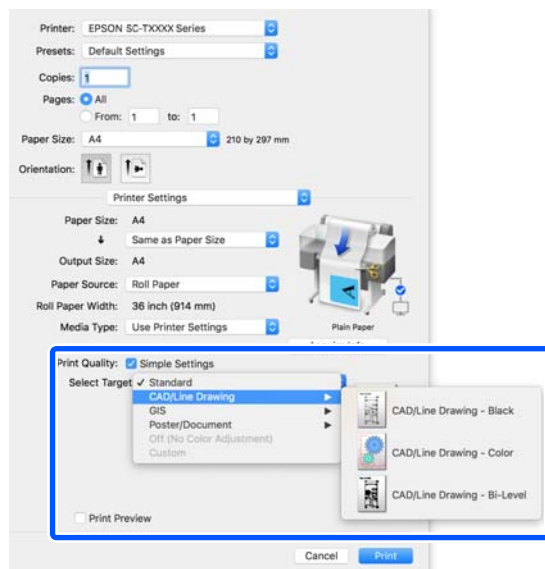 Printer: EPSON SC-TXXXX Series
Presets: Default Settings
Copies: 1
Pages: All
From: 1 to: 1
Paper Size: A4 210 by 297 mm
Orientation:
Printer Settings
Paper Size: A4
Same as Paper Size
Output Size: A4
Paper Source: Roll Paper
Roll Paper Width: 36 inch (914 mm)
Media Type: Use Printer Settings
Plain Paper
Print Quality: Simple Settings
Select Target ✓ Standard
CAD/Line Drawing
GIS
Poster/Document
Off (No Color Adjustment)
Custom
CAD/Line Drawing - Black
CAD/Line Drawing - Color
CAD/Line Drawing - Bi-Level
Print Preview
Cancel Print